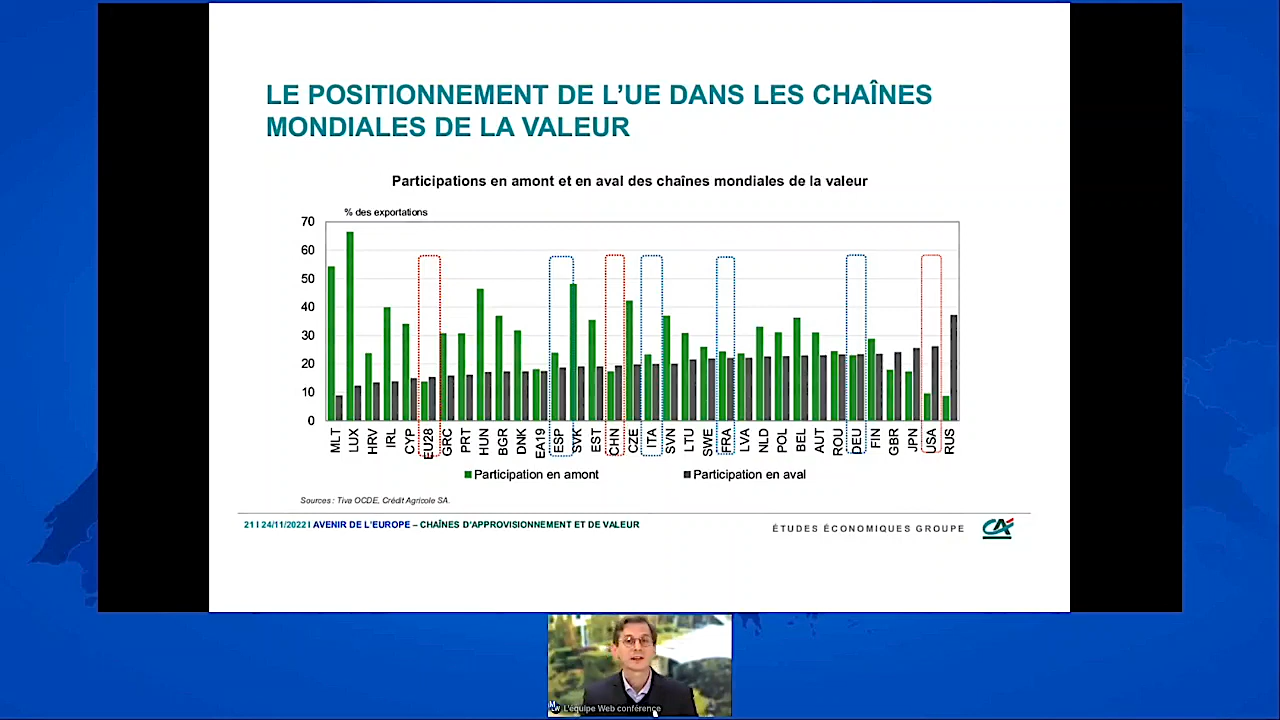 LE POSITIONNEMENT DE L'UE DANS LES CHAÎNES
MONDIALES DE LA VALEUR
Participations en amont et en aval des chaînes mondiales de la valeur
% des exportations
70
60
50
40
30
20
10
0
MLT LUX HRV IRL CYP EU28 GRC PRT HUN BGR DNK EA19 ESP SVK EST CHN CZE ITA SVN LTU SWE FRA LVA NLD POL BEL AUT ROU DEU FIN GBR JPN USA RUS
Participation en amont Participation en aval
Sources : Tiva OCDE, Crédit Agricole SA.
21 I 24/11/2022 I AVENIR DE L'EUROPE – CHAÎNES D'APPROVISIONNEMENT ET DE VALEUR
ÉTUDES ÉCONOMIQUES GROUPE
CA
L'équipe Web conférence